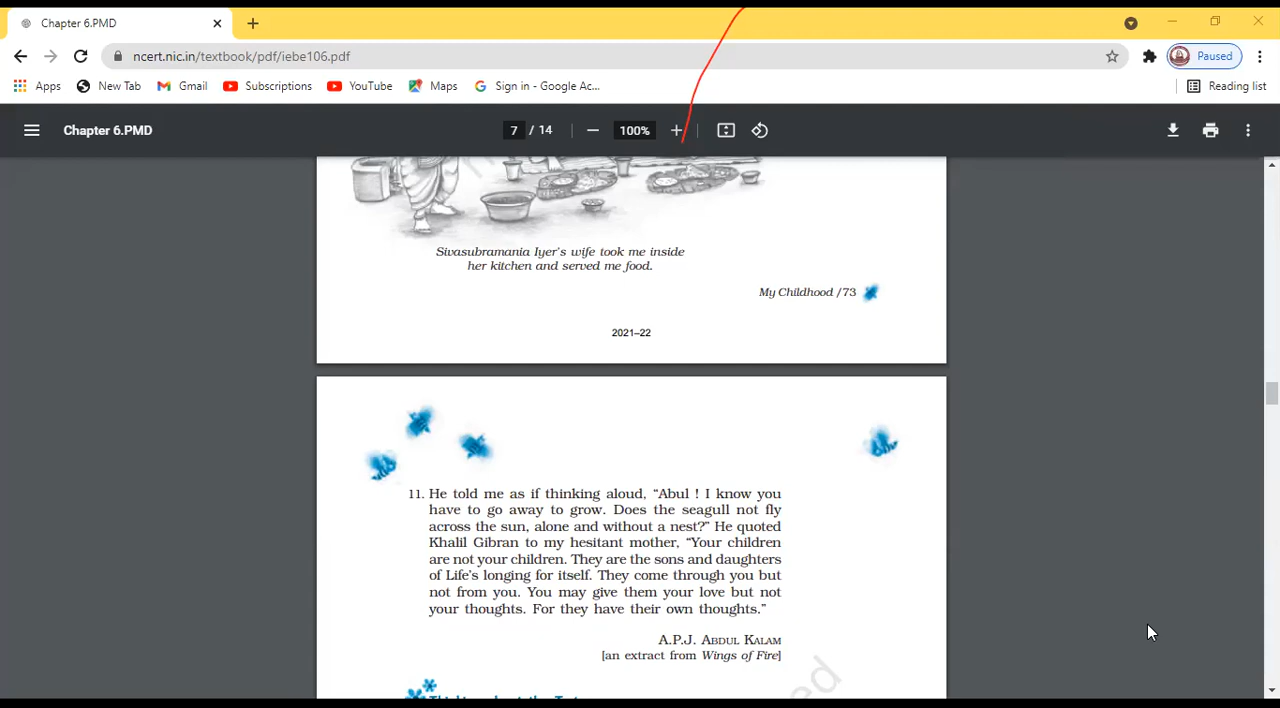 Chapter 6.PMD
ncert.nic.in/textbook/pdf/iebe106.pdf
Paused
Apps New Tab Gmail Subscriptions YouTube Maps Sign in - Google Ac... Reading list
Chapter 6.PMD 7 / 14 100%
Sivasubramania Iyer's wife took me inside
her kitchen and served me food.
My Childhood /73
2021–22
11. He told me as if thinking aloud, “Abul ! I know you
have to go away to grow. Does the seagull not fly
across the sun, alone and without a nest?” He quoted
Khalil Gibran to my hesitant mother, “Your children
are not your children. They are the sons and daughters
of Life's longing for itself. They come through you but
not from you. You may give them your love but not
your thoughts. For they have their own thoughts.”
A.P.J. ABDUL KALAM
[an extract from Wings of Fire]